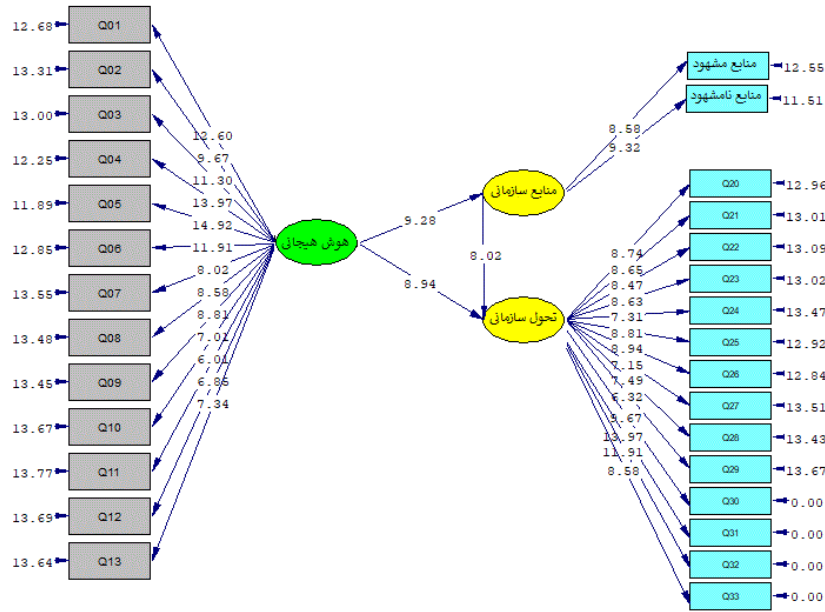 12.68 Q01
13.31 Q02
13.00 Q03
12.25 Q04
11.89 Q05
12.85 Q06
13.55 Q07
13.48 Q08
13.45 Q09
13.67 Q10
13.77 Q11
13.69 Q12
13.64 Q13
12.60
9.67
11.30
13.97
14.92
11.91
8.02
8.58
8.81
7.01
6.01
6.85
7.34
هوش هیجانی
9.28
8.94
منابع سازمانی
8.02
تحول سازمانی
8.58
9.32
منابع مشهود 12.55
منابع نامشهود 11.51
8.74
8.65
8.47
8.63
7.31
8.81
8.94
7.15
7.49
6.32
9.67
13.97
11.91
8.58
Q20 12.96
Q21 13.01
Q22 13.09
Q23 13.02
Q24 13.47
Q25 12.92
Q26 12.84
Q27 13.51
Q28 13.43
Q29 13.67
Q30 0.00
Q31 0.00
Q32 0.00
Q33 0.00